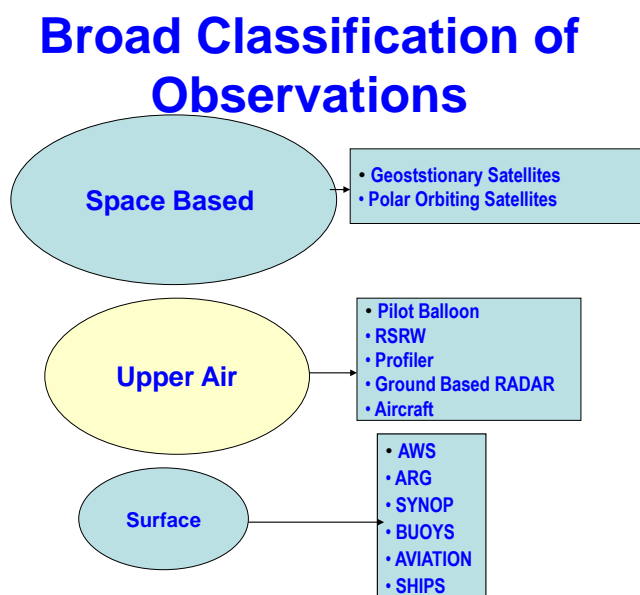 Broad Classification of
Observations
Space Based
• Geoststionary Satellites
• Polar Orbiting Satellites
Upper Air
• Pilot Balloon
• RSRW
• Profiler
• Ground Based RADAR
• Aircraft
Surface
• AWS
• ARG
• SYNOP
• BUOYS
• AVIATION
• SHIPS